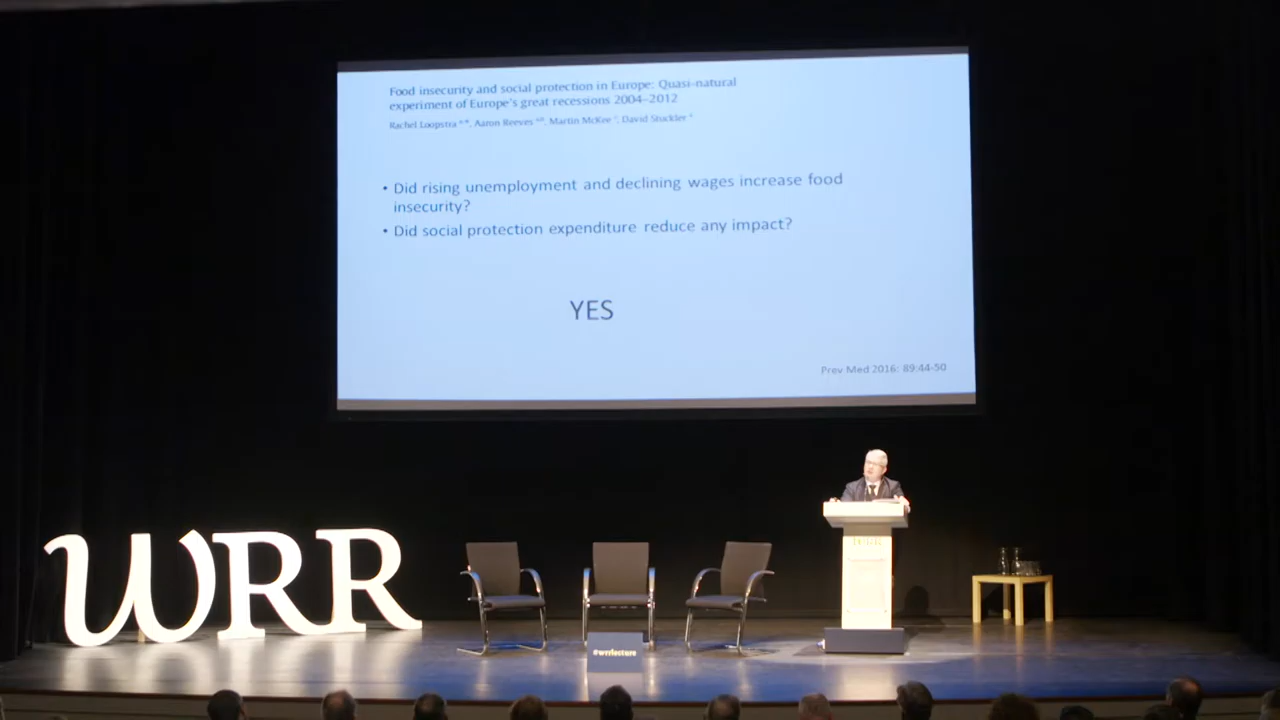 Food insecurity and social protection in Europe: Quasi-natural
experiment of Europe's great recessions 2004–2012
Rachel Loopstra a,*, Aaron Reeves a,b, Martin McKee c, David Stuckler a
• Did rising unemployment and declining wages increase food
insecurity?
• Did social protection expenditure reduce any impact?
YES
Prev Med 2016: 89:44-50
WRR
WRR
#wrrlecture